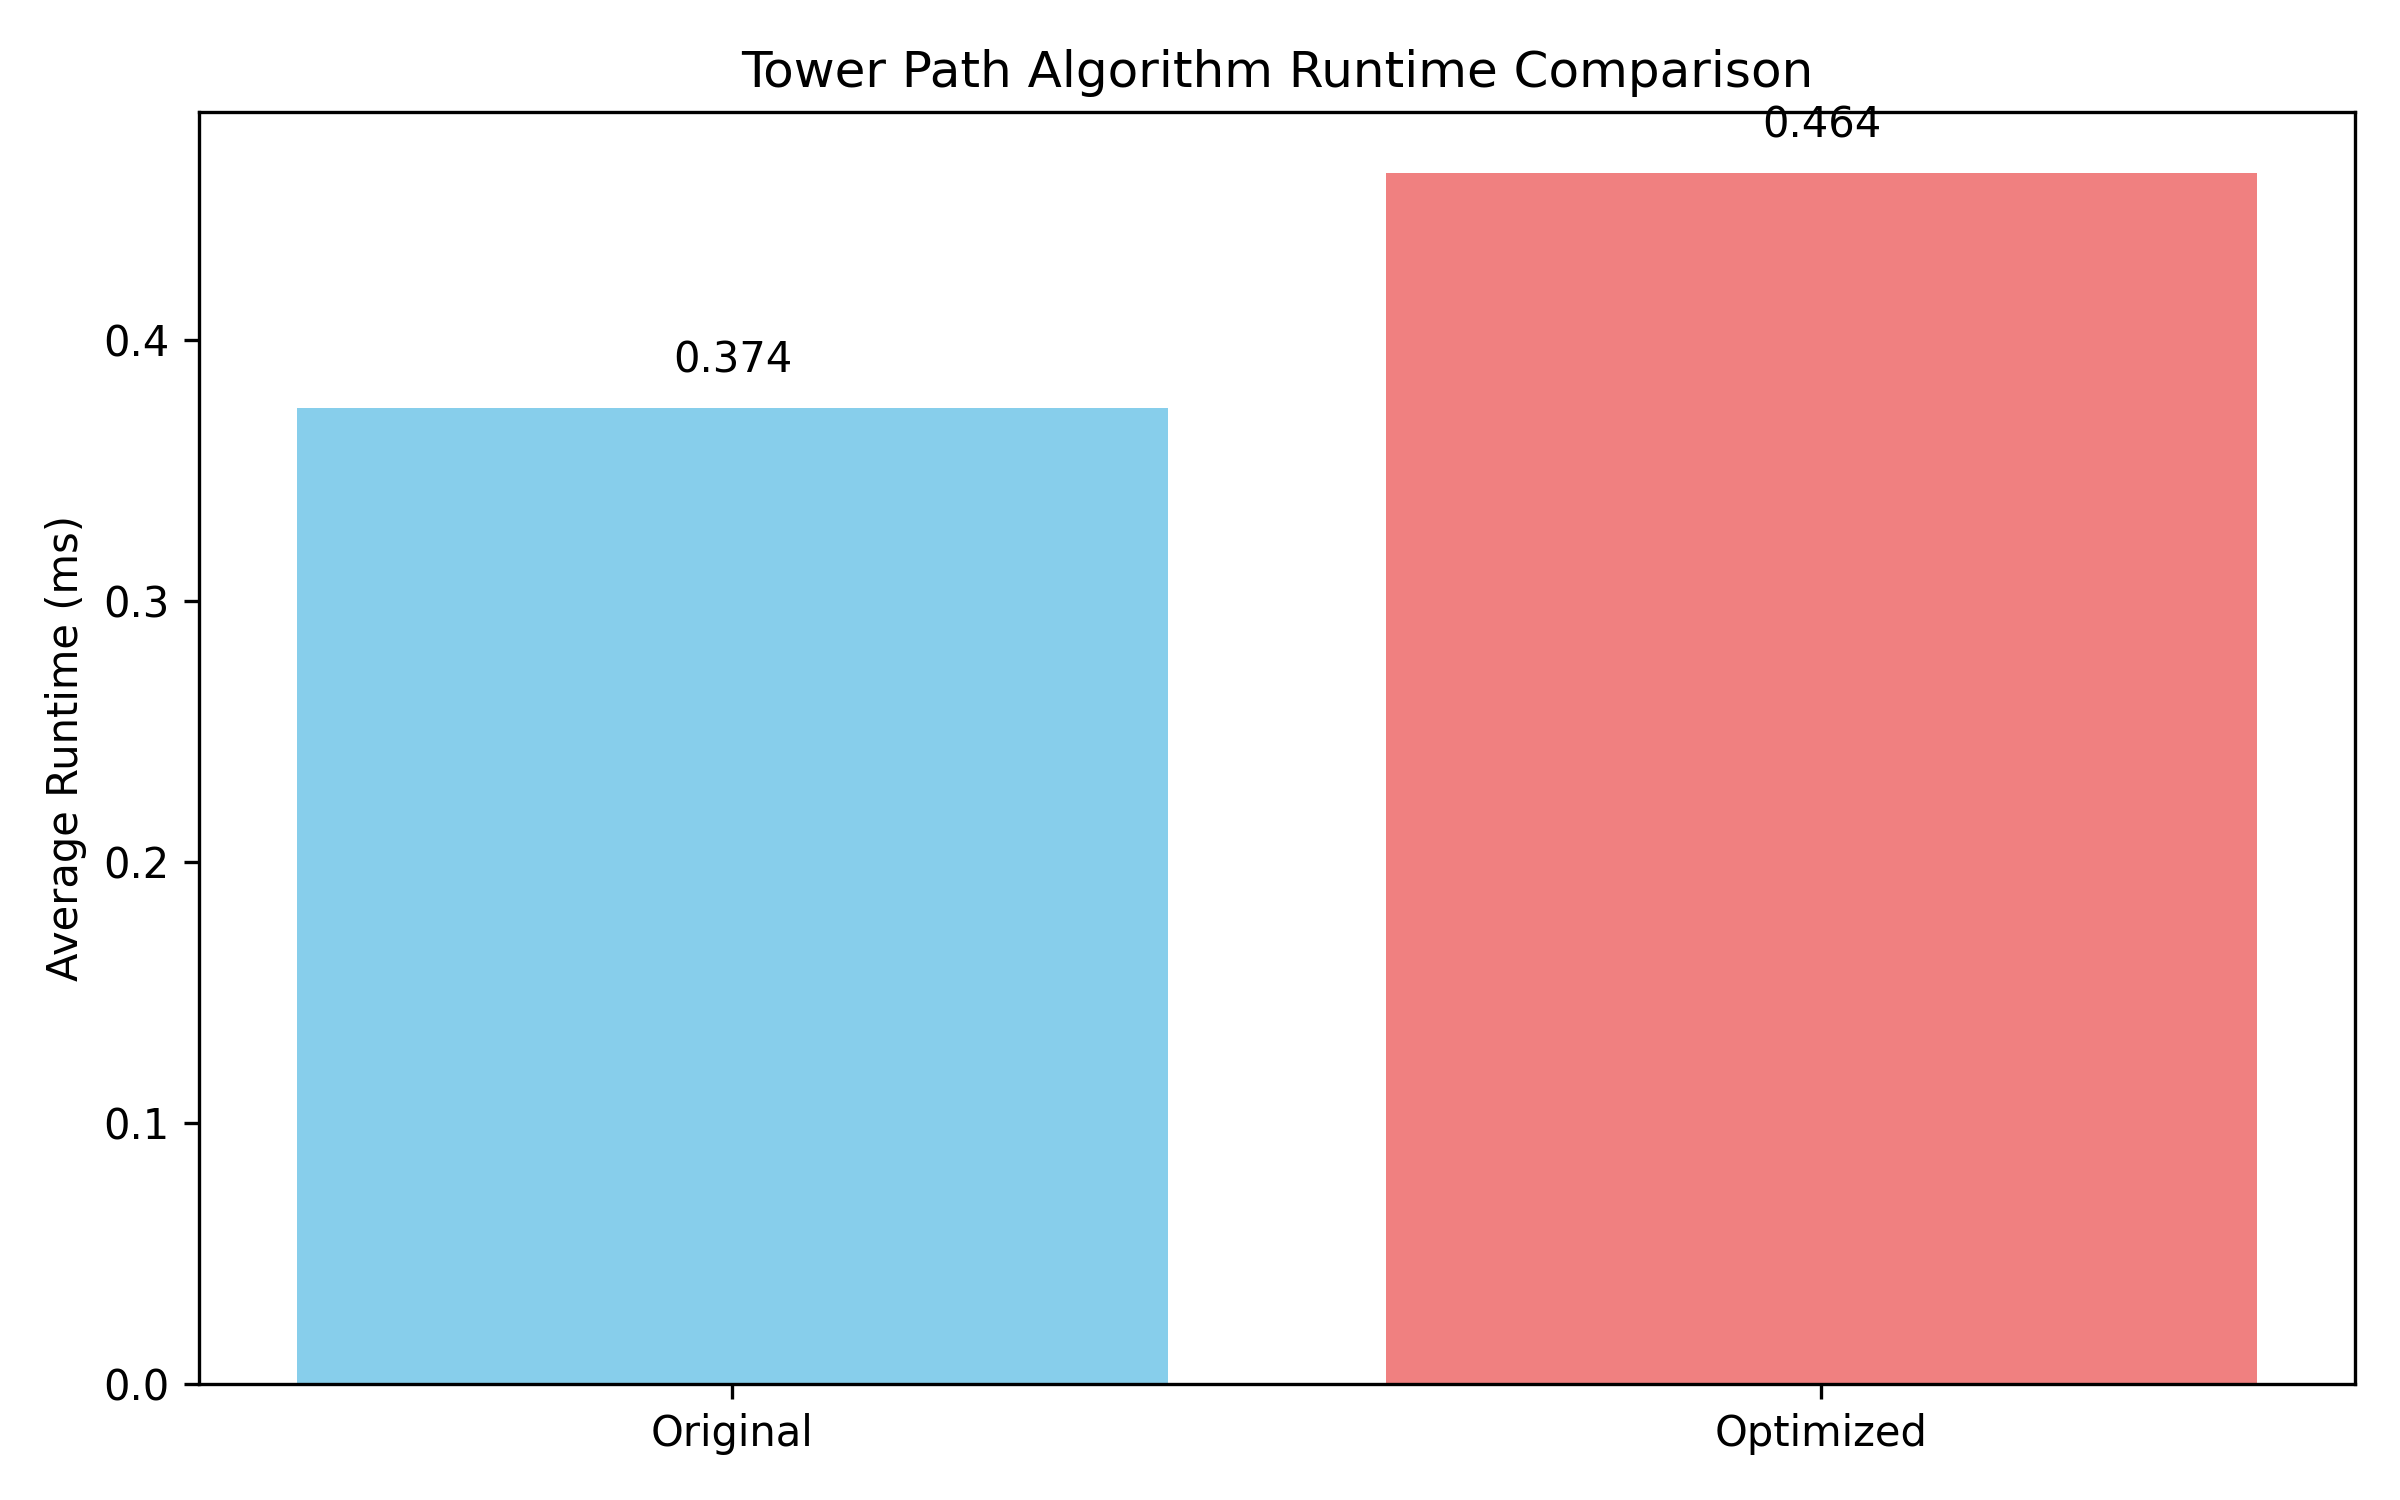 Tower Path Algorithm Runtime Comparison
0.464
0.374
0.4
0.3
0.2
0.1
0.0
Average Runtime (ms)
Original
Optimized